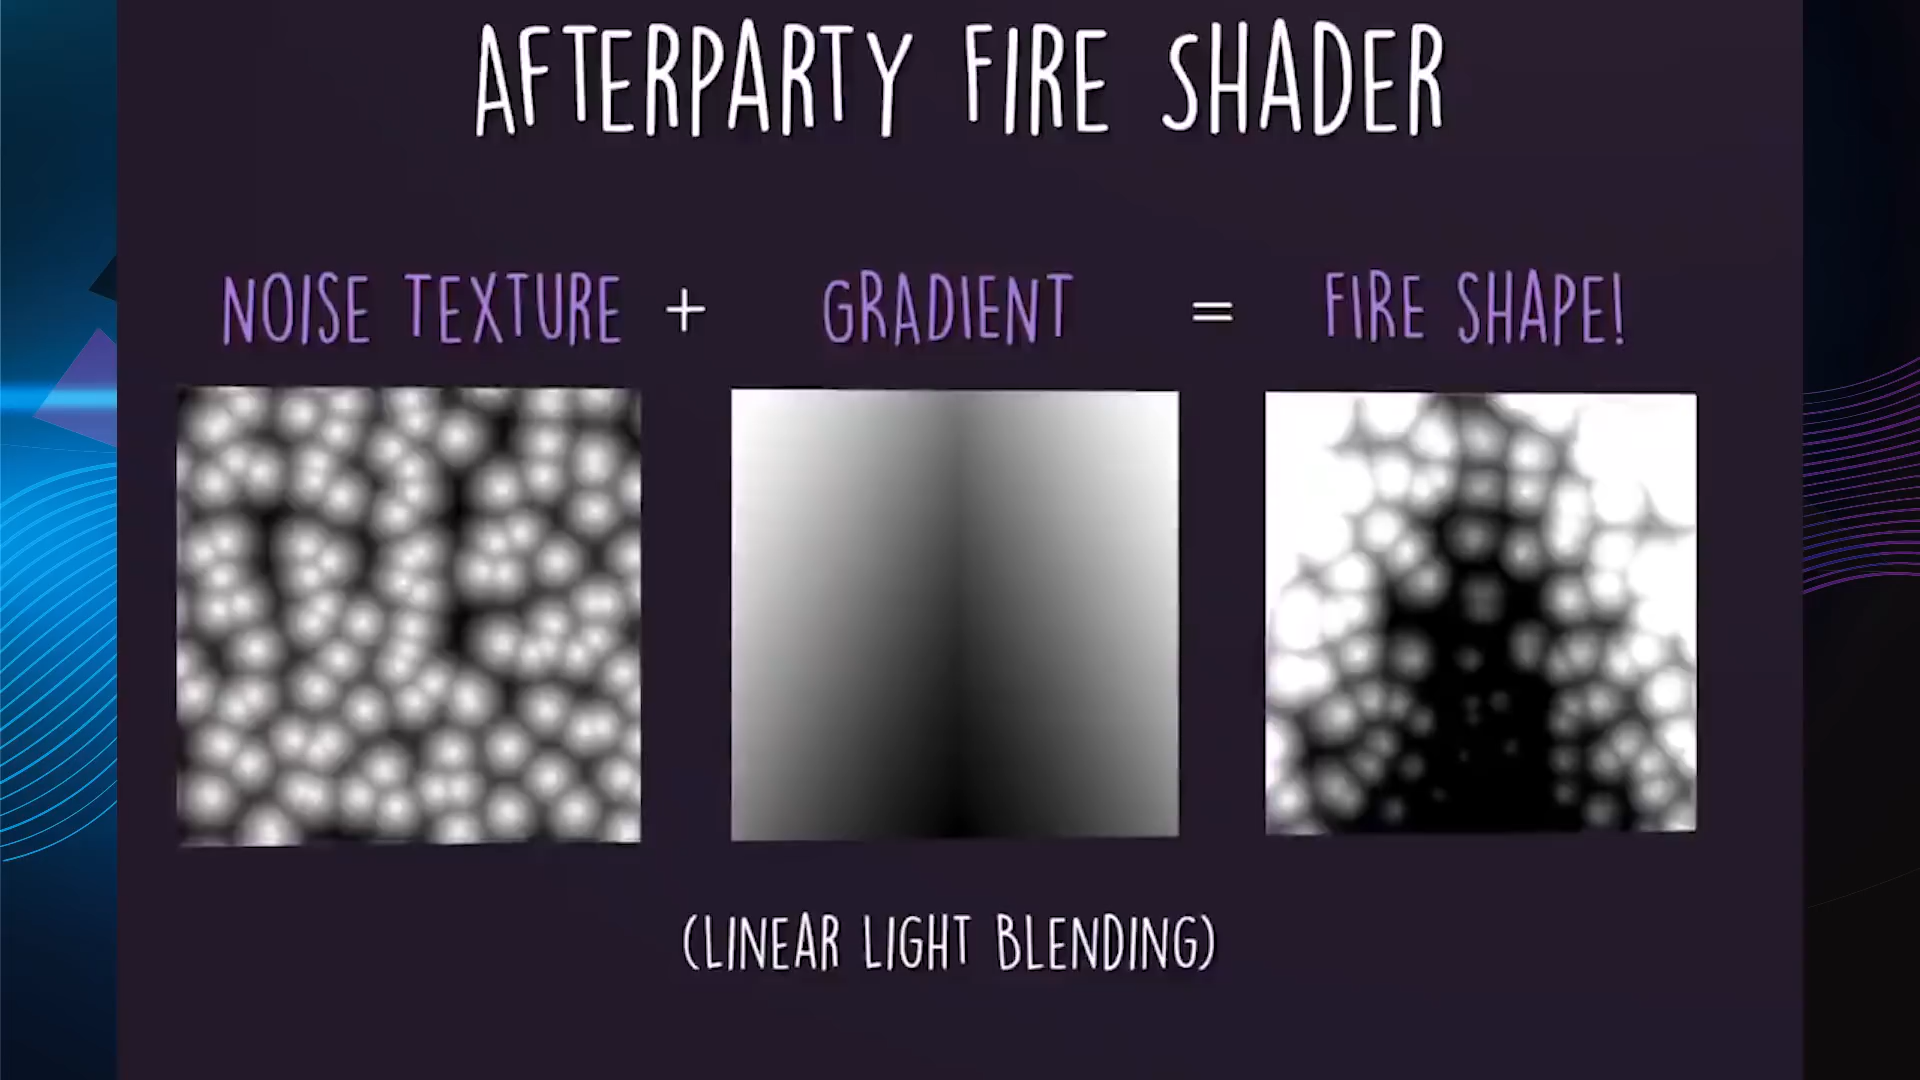 AFTERPARTY FIRE SHADER
NOISE TEXTURE + GRADIENT = FIRE SHAPE!
(LINEAR LIGHT BLENDING)